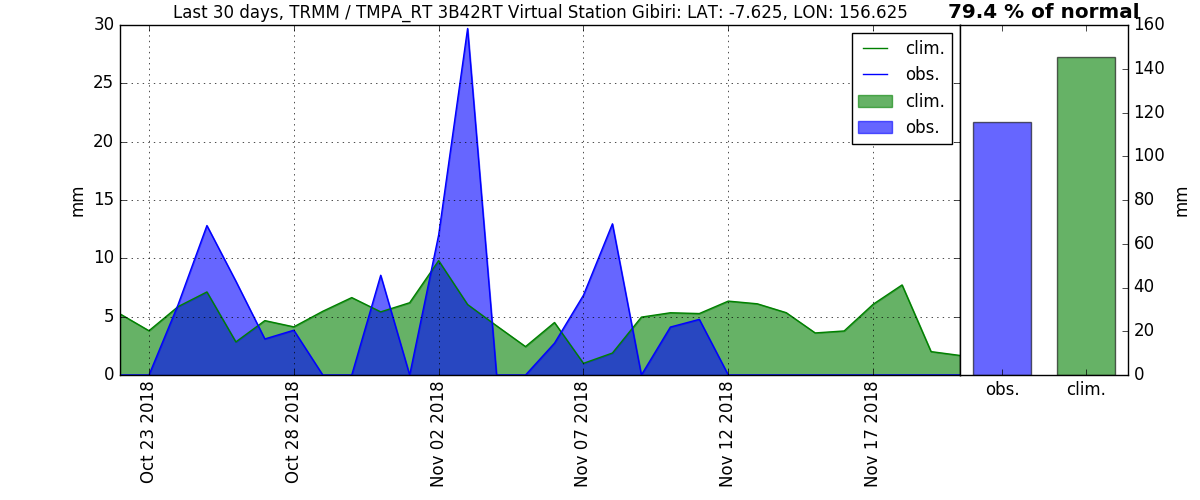 Last 30 days, TRMM / TMPA_RT 3B42RT Virtual Station Gibiri: LAT: -7.625, LON: 156.625
79.4 % of normal
30
25
20
15
10
5
0
mm
clim.
obs.
clim.
obs.
Oct 23 2018
Oct 28 2018
Nov 02 2018
Nov 07 2018
Nov 12 2018
Nov 17 2018
160
140
120
100
80
60
40
20
0
mm
obs.
clim.